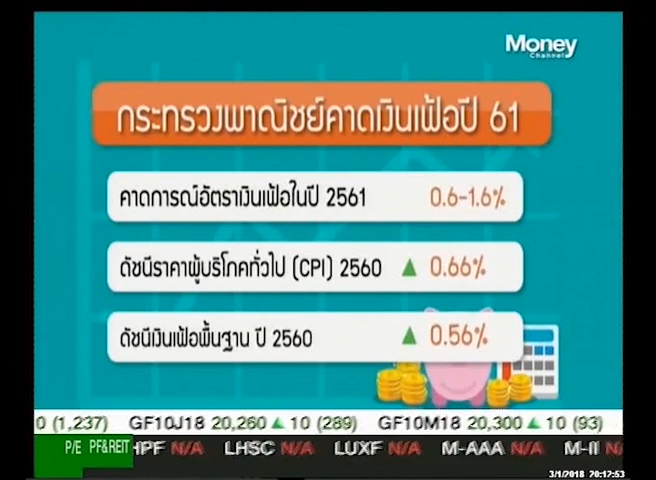 Money
Channel
กระทรวงพาณิชย์คาดเงินเฟ้อปี 61
คาดการณ์อัตราเงินเฟ้อในปี 2561 0.6-1.6%
ดัชนีราคาผู้บริโภคทั่วไป (CPI) 2560 ▲ 0.66%
ดัชนีเงินเฟ้อพื้นฐาน ปี 2560 ▲ 0.56%
0 (1,237) GF10J18 20,260 ▲ 10 (289) GF10M18 20,300 ▲ 10 (93)
P/E PF&REIT HPF N/A LHSC N/A LUXF N/A M-AAA N/A M-II N/
3/1/2018 20:12:53